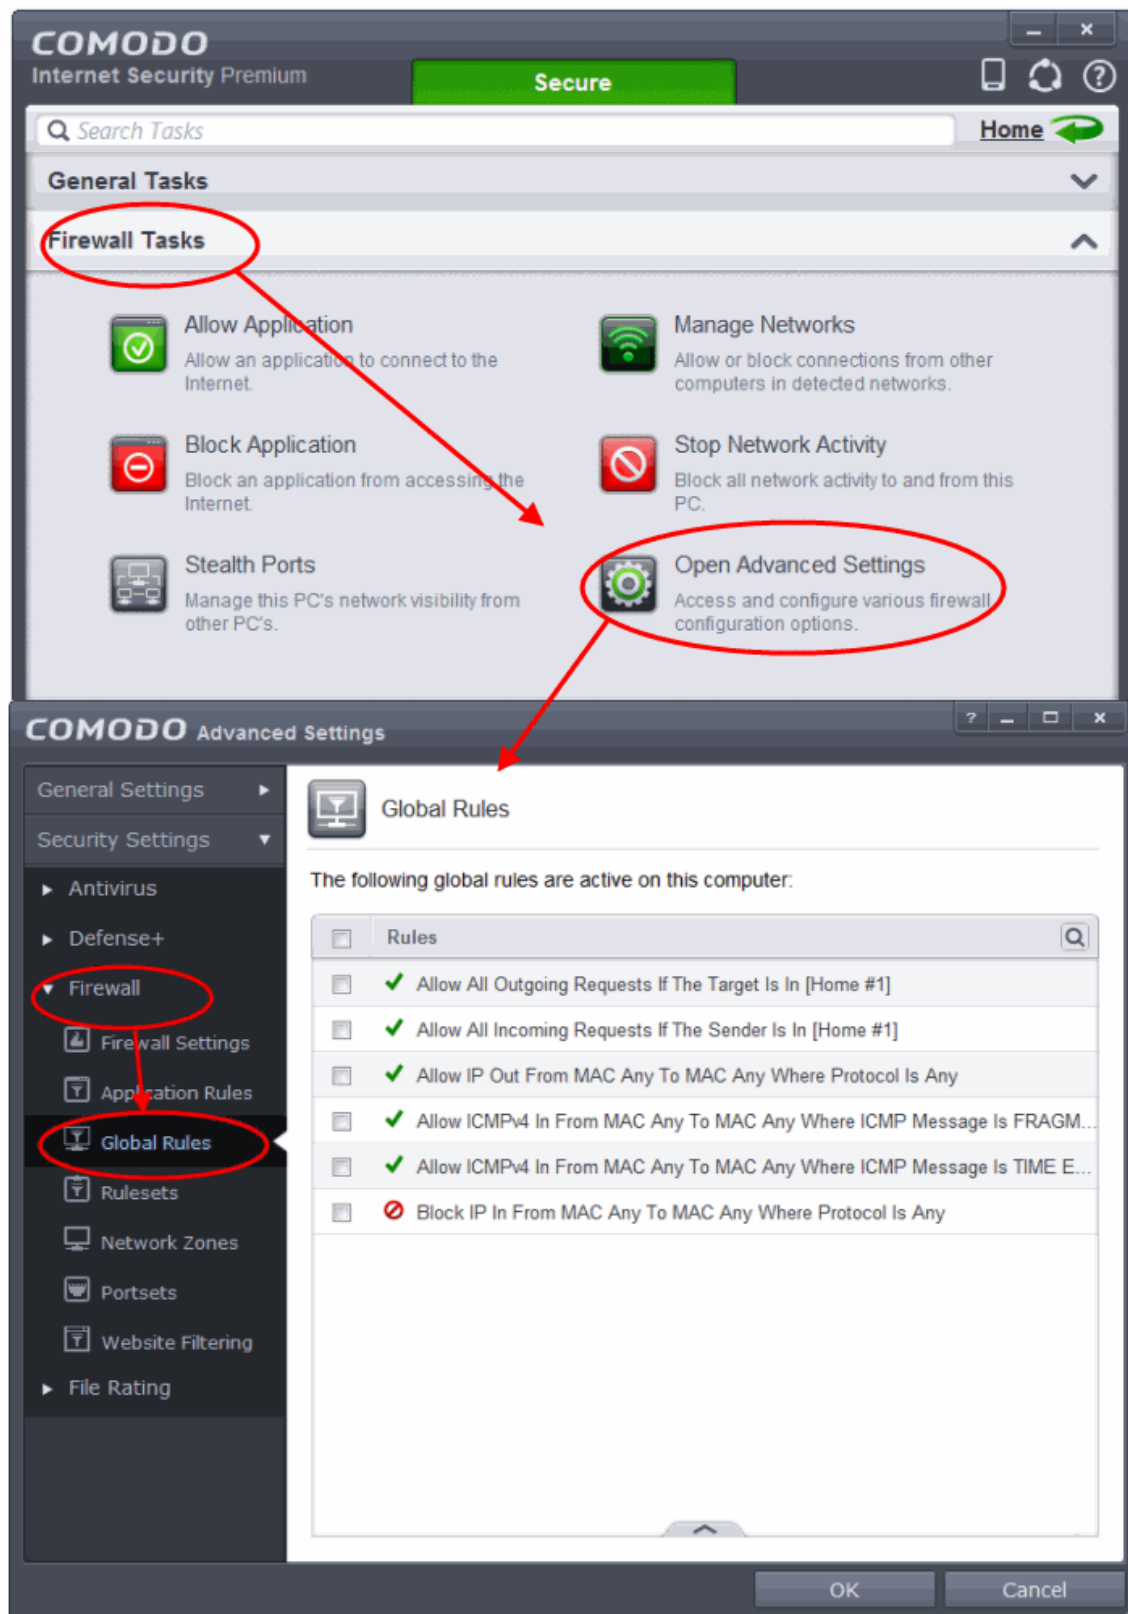 COMODO
Internet Security Premium
Secure
Search Tasks
Home
General Tasks
Firewall Tasks
Allow Application
Allow an application to connect to the
Internet.
Manage Networks
Allow or block connections from other
computers in detected networks.
Block Application
Block an application from accessing the
Internet.
Stop Network Activity
Block all network activity to and from this
PC.
Stealth Ports
Manage this PC's network visibility from
other PC's.
Open Advanced Settings
Access and configure various firewall
configuration options.
COMODO Advanced Settings
General Settings
Security Settings
Antivirus
Defense+
Firewall
Firewall Settings
Application Rules
Global Rules
Rulesets
Network Zones
Portsets
Website Filtering
File Rating
Global Rules
The following global rules are active on this computer:
Rules
Allow All Outgoing Requests If The Target Is In [Home #1]
Allow All Incoming Requests If The Sender Is In [Home #1]
Allow IP Out From MAC Any To MAC Any Where Protocol Is Any
Allow ICMPv4 In From MAC Any To MAC Any Where ICMP Message Is FRAGM...
Allow ICMPv4 In From MAC Any To MAC Any Where ICMP Message Is TIME E...
Block IP In From MAC Any To MAC Any Where Protocol Is Any
OK
Cancel